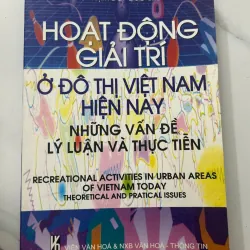 HOẠT ĐỘNG
GIẢI TRÍ
Ở ĐÔ THỊ VIỆT NAM
HIỆN NAY
NHỮNG VẤN ĐỀ
LÝ LUẬN VÀ THỰC TIỄN
RECREATIONAL ACTIVITIES IN URBAN AREAS
OF VIETNAM TODAY
THEORETICAL AND PRATICAL ISSUES
VIỆN VĂN HOÁ & NXB VĂN HOÁ - THÔNG TIN